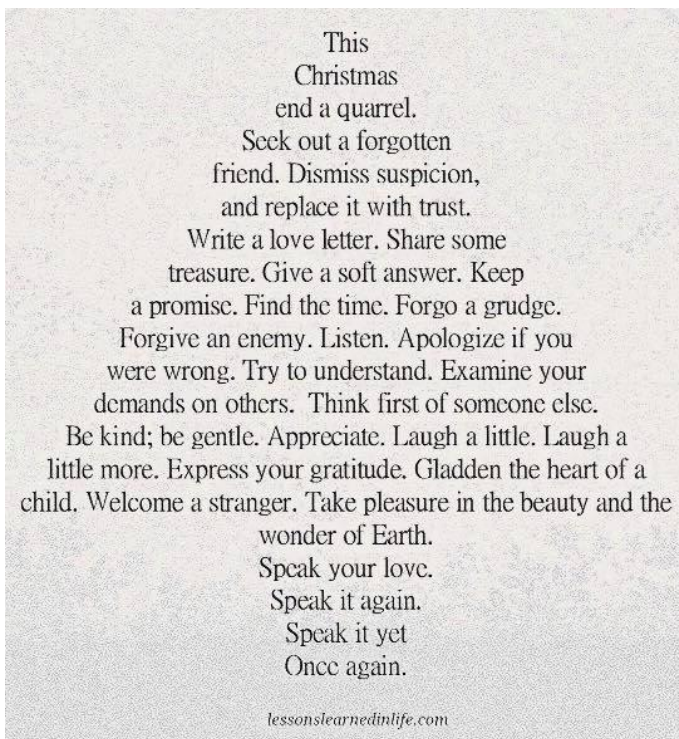 This
Christmas
end a quarrel.
Seek out a forgotten
friend. Dismiss suspicion,
and replace it with trust.
Write a love letter. Share some
treasure. Give a soft answer. Keep
a promise. Find the time. Forgo a grudge.
Forgive an enemy. Listen. Apologize if you
were wrong. Try to understand. Examine your
demands on others.  Think first of someone else.
Be kind; be gentle. Appreciate. Laugh a little. Laugh a
little more. Express your gratitude. Gladden the heart of a
child. Welcome a stranger. Take pleasure in the beauty and the
wonder of Earth.
Speak your love.
Speak it again.
Speak it yet
Once again.
lessonslearnedinlife.com